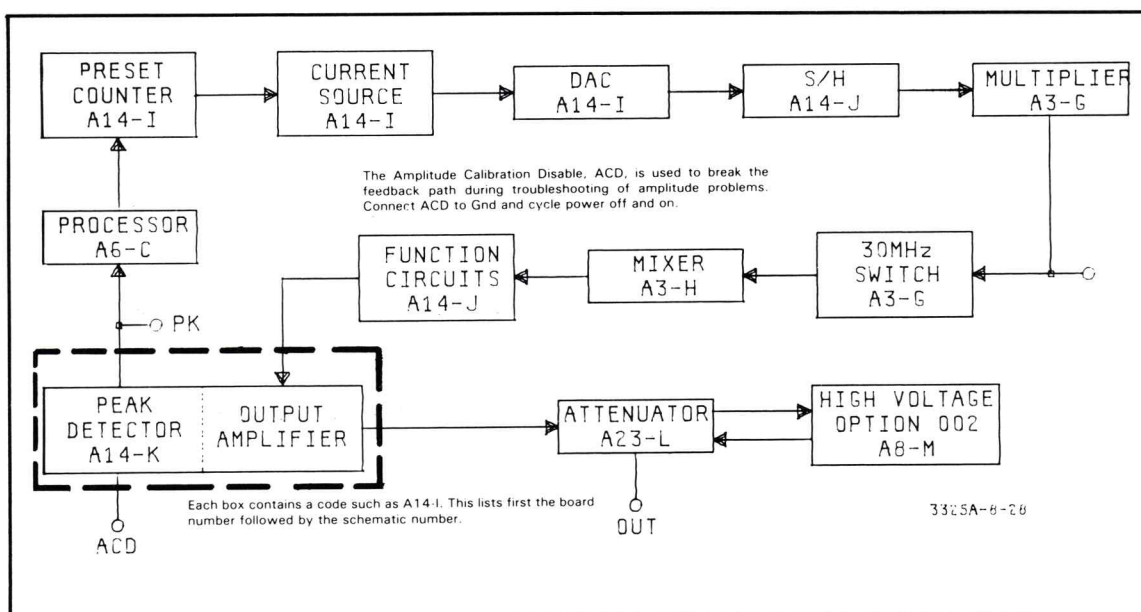 PRESET
COUNTER
A14-I
CURRENT
SOURCE
A14-I
DAC
A14-I
S/H
A14-J
MULTIPLIER
A3-G
The Amplitude Calibration Disable, ACD, is used to break the
feedback path during troubleshooting of amplitude problems.
Connect ACD to Gnd and cycle power off and on.
PROCESSOR
A6-C
FUNCTION
CIRCUITS
A14-J
MIXER
A3-H
30MHz
SWITCH
A3-G
PK
PEAK
DETECTOR
A14-K
OUTPUT
AMPLIFIER
ATTENUATOR
A23-L
HIGH VOLTAGE
OPTION 002
A8-M
Each box contains a code such as A14-I. This lists first the board
number followed by the schematic number.
ACD
OUT
3325A-8-28